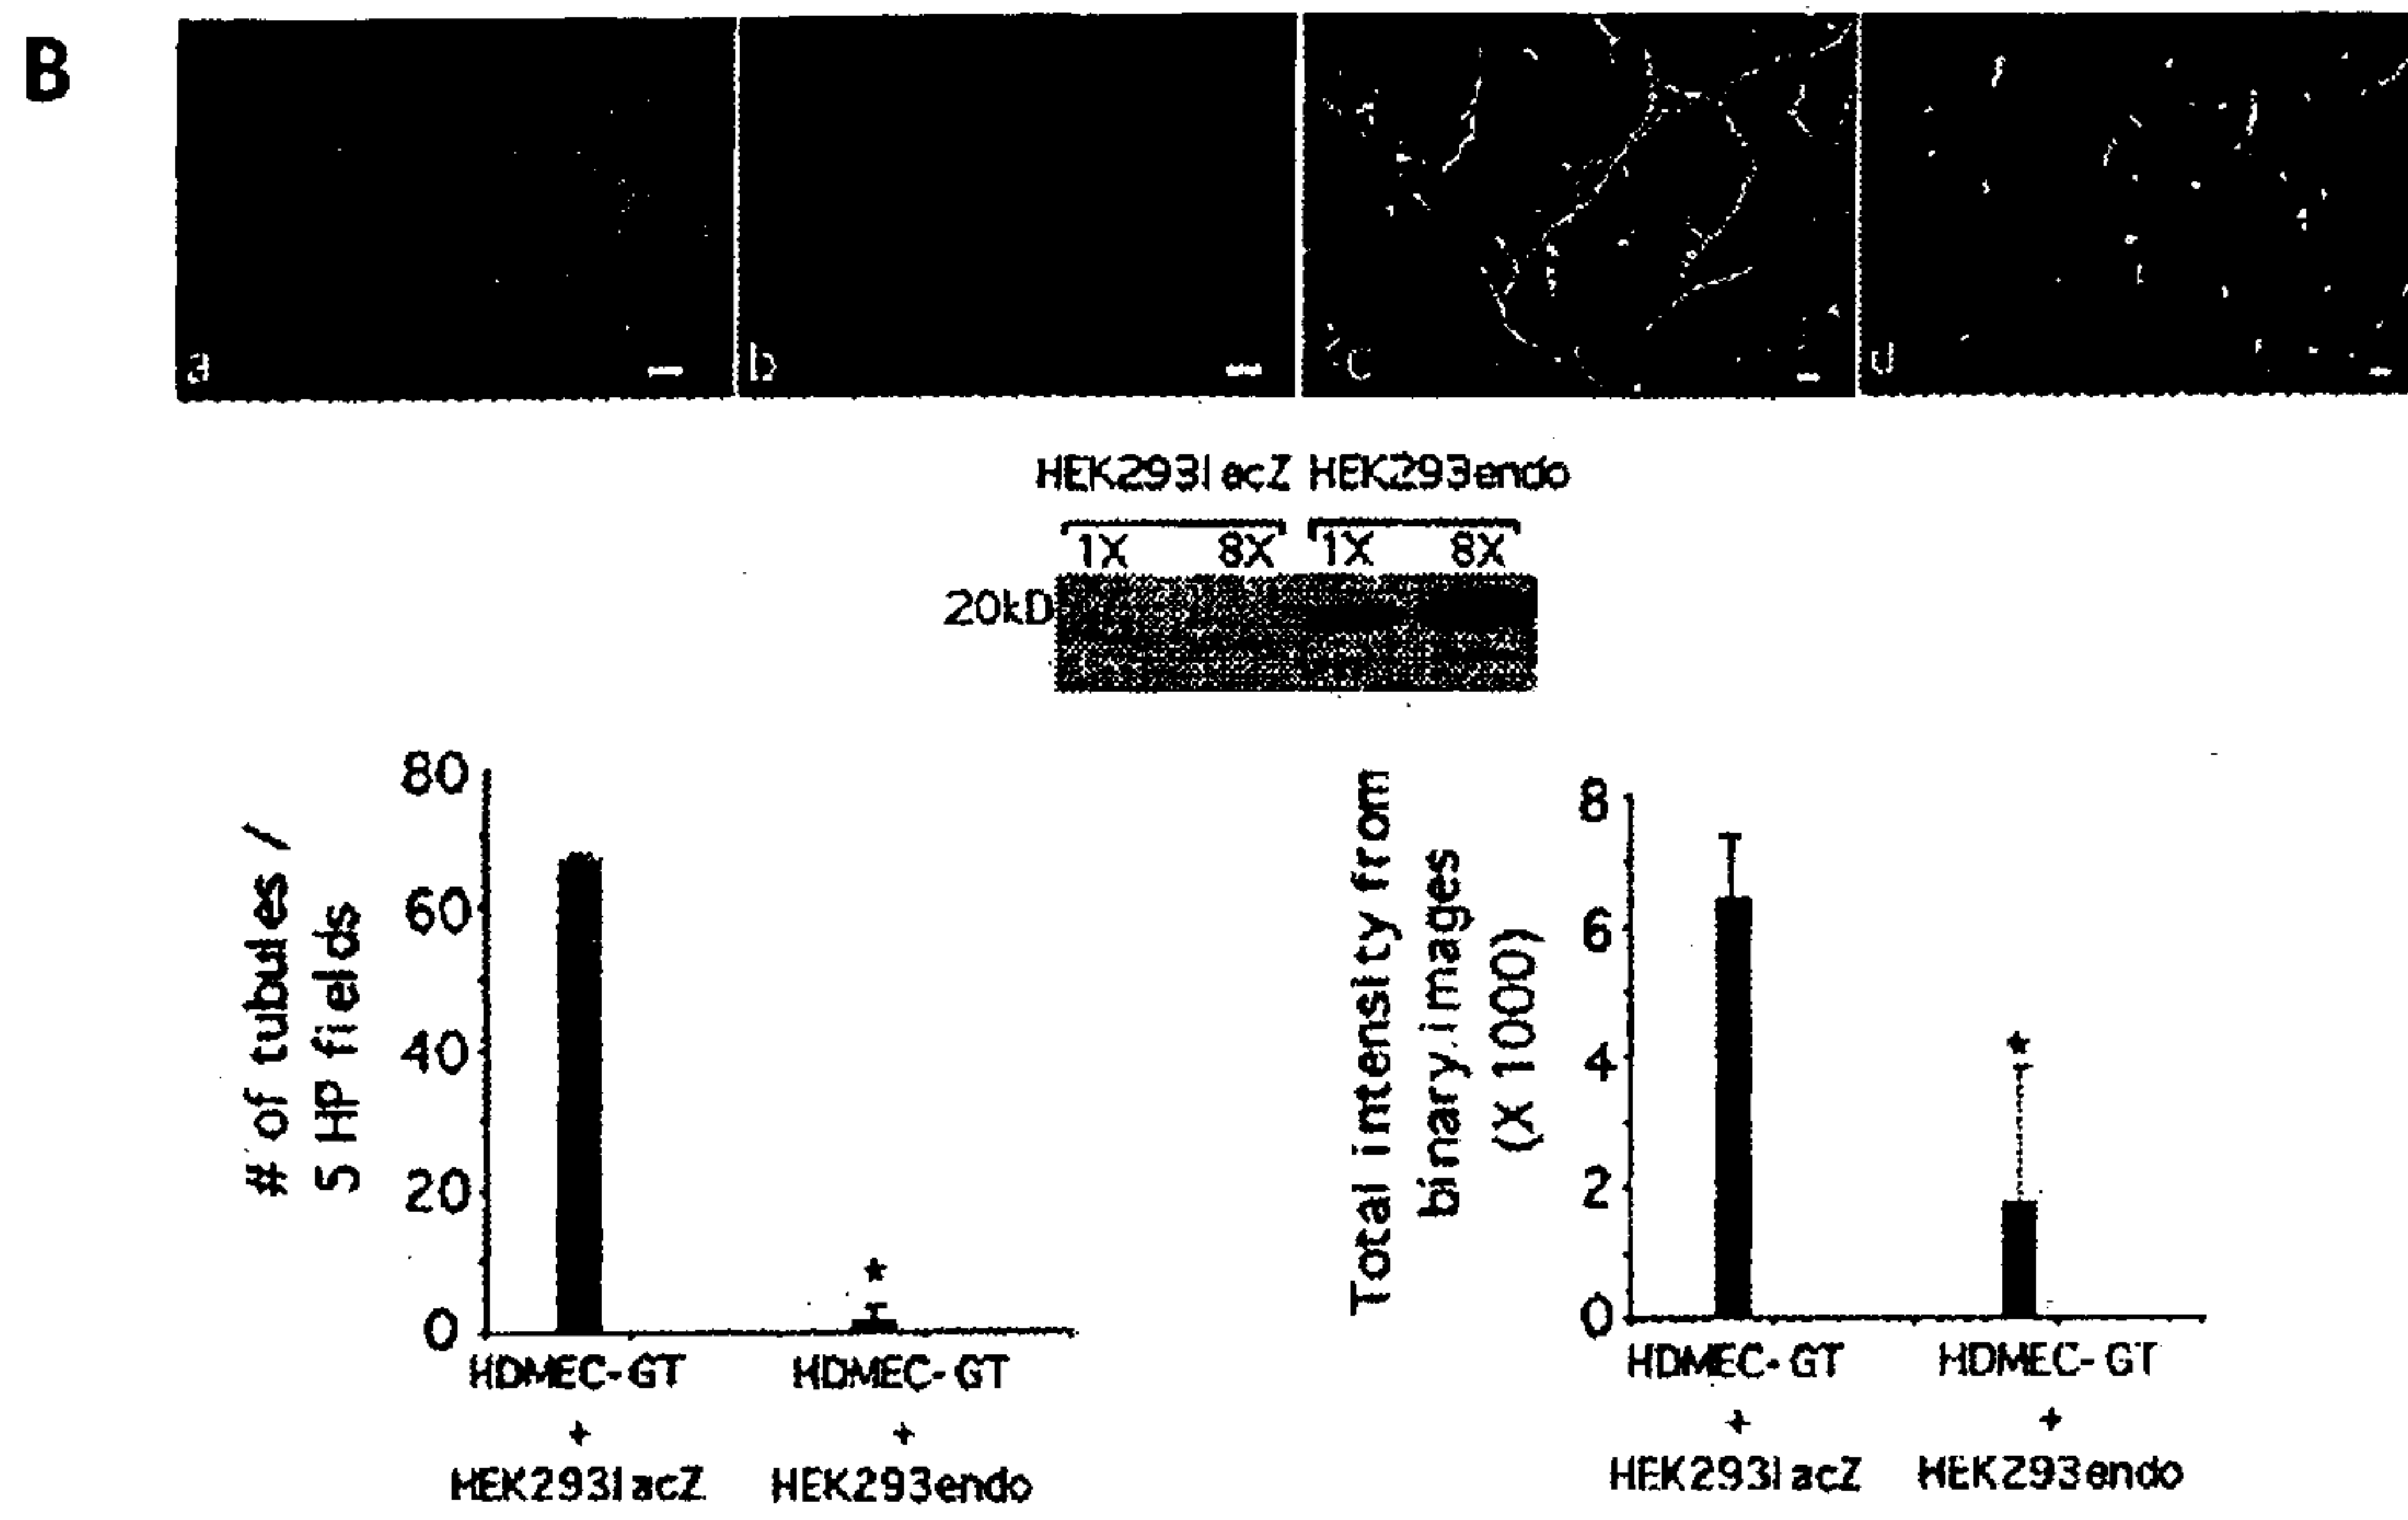 B
a b c d
HEK293lacZ HEK293endo
1X 8X 1X 8X
20kD
# of tubules /
5 HP fields
80
60
40
20
0
HDMEC-GT HDMEC-GT
+ +
HEK293lacZ HEK293endo
Total intensity from
binary images
(X 1000)
8
6
4
2
0
HDMEC-GT HDMEC-GT
+ +
HEK293lacZ HEK293endo